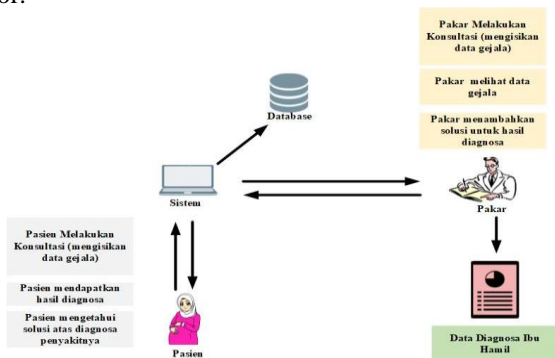 Pakar Melakukan
Konsultasi (mengisikan
data gejala)
Pakar melihat data
gejala
Pakar menambahkan
solusi untuk hasil
diagnosa
Database
Sistem
Pakar
Pasien Melakukan
Konsultasi (mengisikan
data gejala)
Pasien mendapatkan
hasil diagnosa
Pasien mengetahui
solusi atas diagnosa
penyakitnya
Pasien
Data Diagnosa Ibu
Hamil